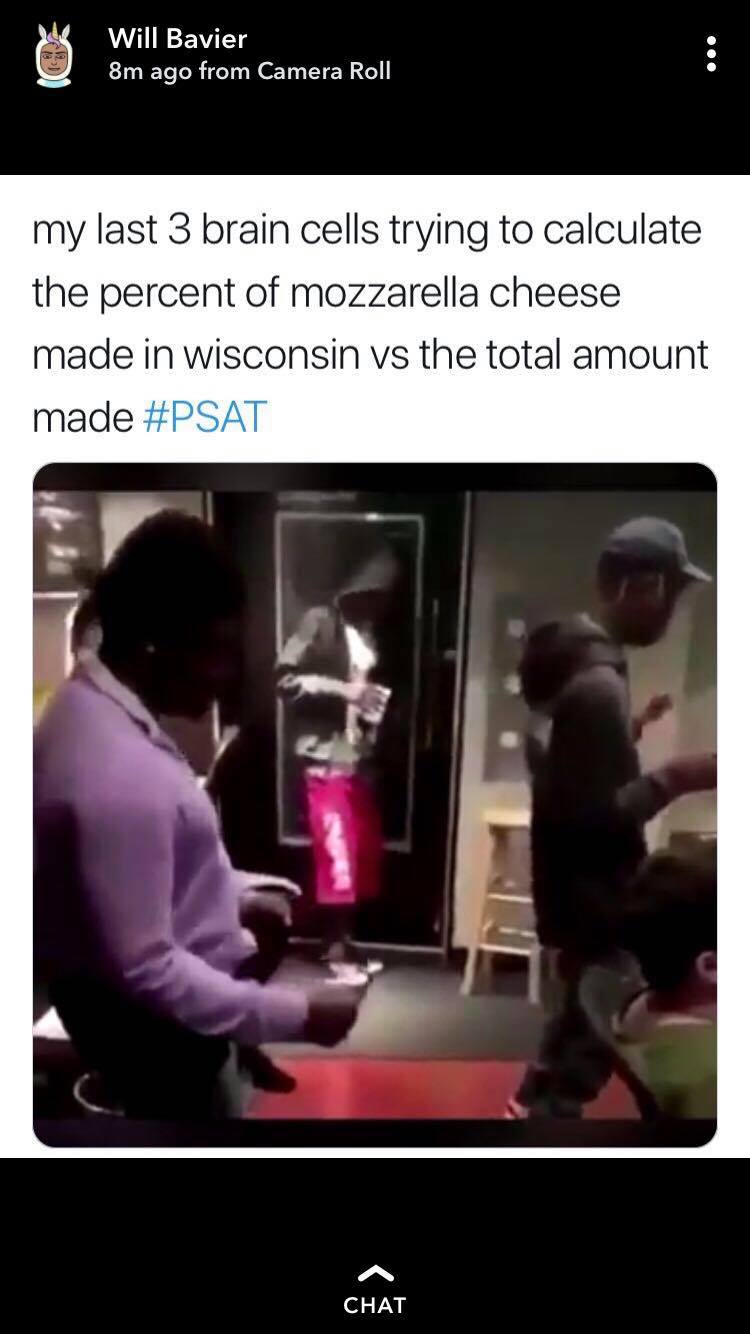 Will Bavier
8m ago from Camera Roll
my last 3 brain cells trying to calculate
the percent of mozzarella cheese
made in wisconsin vs the total amount
made #PSAT
CHAT